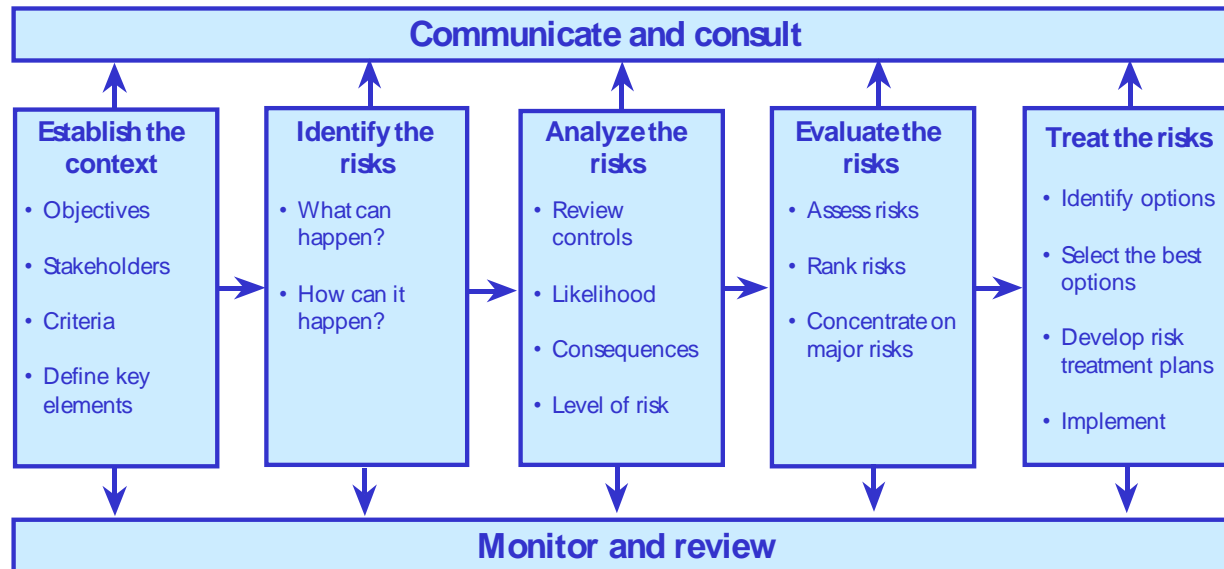 Communicate and consult
Establish the
context
• Objectives
• Stakeholders
• Criteria
• Define key
elements
Identify the
risks
• What can
happen?
• How can it
happen?
Analyze the
risks
• Review
controls
• Likelihood
• Consequences
• Level of risk
Evaluate the
risks
• Assess risks
• Rank risks
• Concentrate on
major risks
Treat the risks
• Identify options
• Select the best
options
• Develop risk
treatment plans
• Implement
Monitor and review